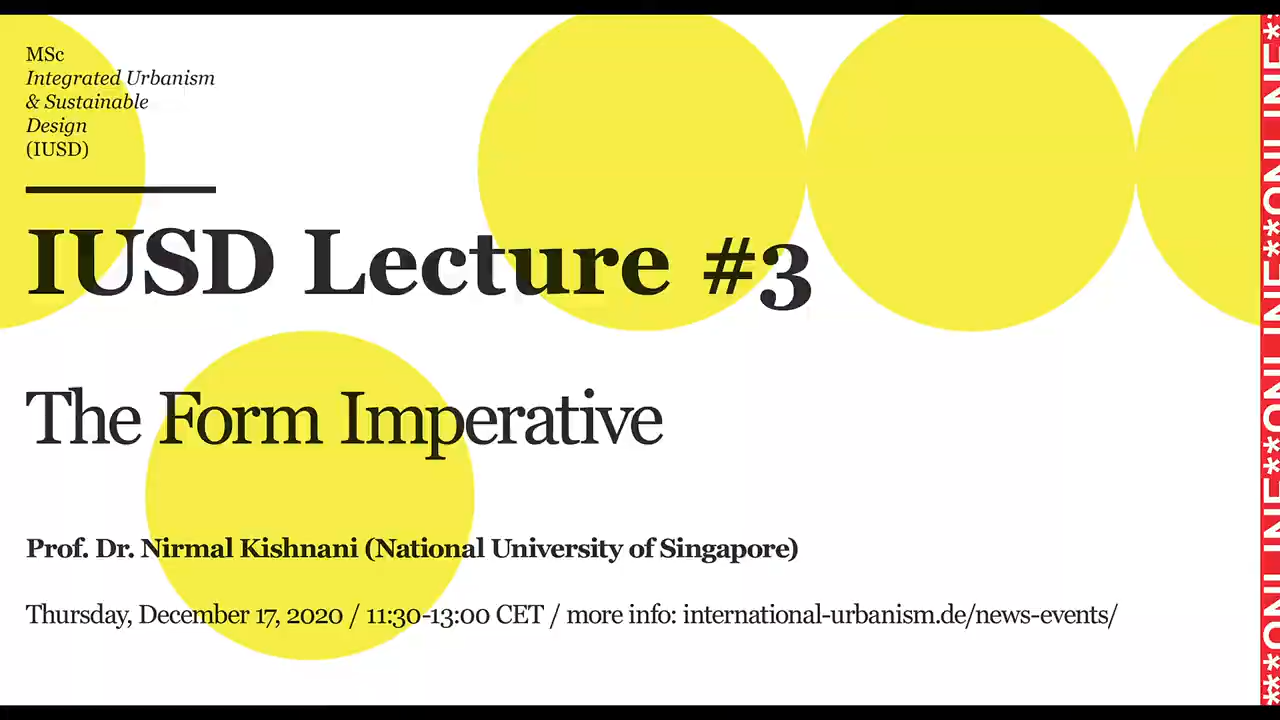 MSc
Integrated Urbanism
& Sustainable
Design
(IUSD)
IUSD Lecture #3
The Form Imperative
Prof. Dr. Nirmal Kishnani (National University of Singapore)
Thursday, December 17, 2020 / 11:30-13:00 CET / more info: international-urbanism.de/news-events/
**ONLINE**ONLINE**ONLINE**